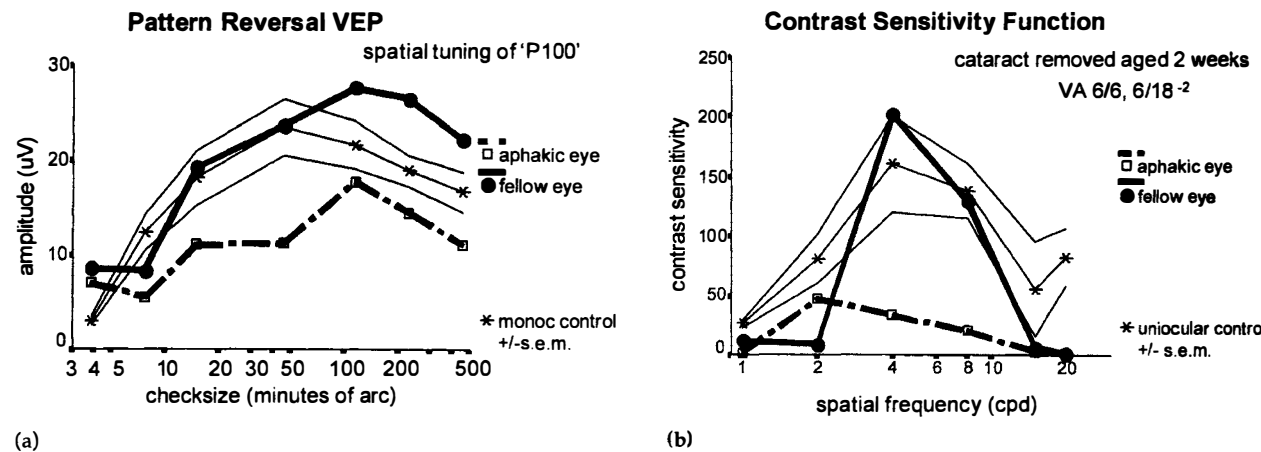 Pattern Reversal VEP
spatial tuning of 'P100'
30
20
10
0
amplitude (uV)
aphakic eye
fellow eye
monoc control
+/-s.e.m.
3 4 5 10 20 30 50 100 200 500
checksize (minutes of arc)
(a)
Contrast Sensitivity Function
cataract removed aged 2 weeks
VA 6/6, 6/18 -2
250
200
150
100
50
0
contrast sensitivity
aphakic eye
fellow eye
uniocular control
+/- s.e.m.
1 2 4 6 8 10 20
spatial frequency (cpd)
(b)